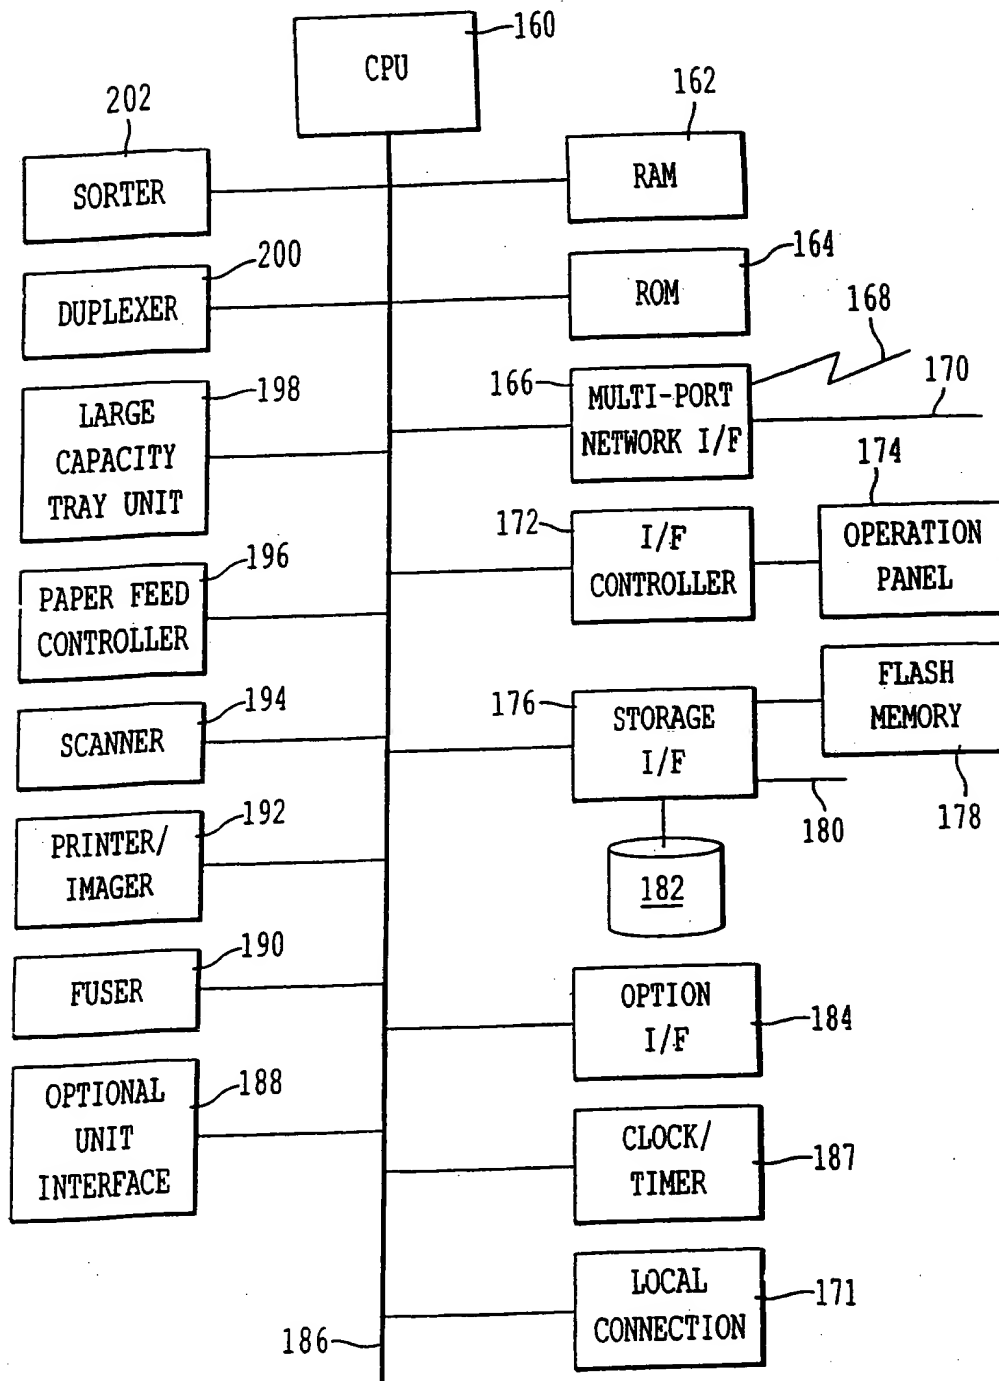 160
CPU
202
SORTER
162
RAM
200
DUPLEXER
164
ROM
168
198
LARGE
CAPACITY
TRAY UNIT
166
MULTI-PORT
NETWORK I/F
170
174
196
PAPER FEED
CONTROLLER
172
I/F
CONTROLLER
OPERATION
PANEL
194
SCANNER
176
STORAGE
I/F
FLASH
MEMORY
178
180
192
PRINTER/
IMAGER
182
190
FUSER
OPTION
I/F
184
188
OPTIONAL
UNIT
INTERFACE
CLOCK/
TIMER
187
186
LOCAL
CONNECTION
171